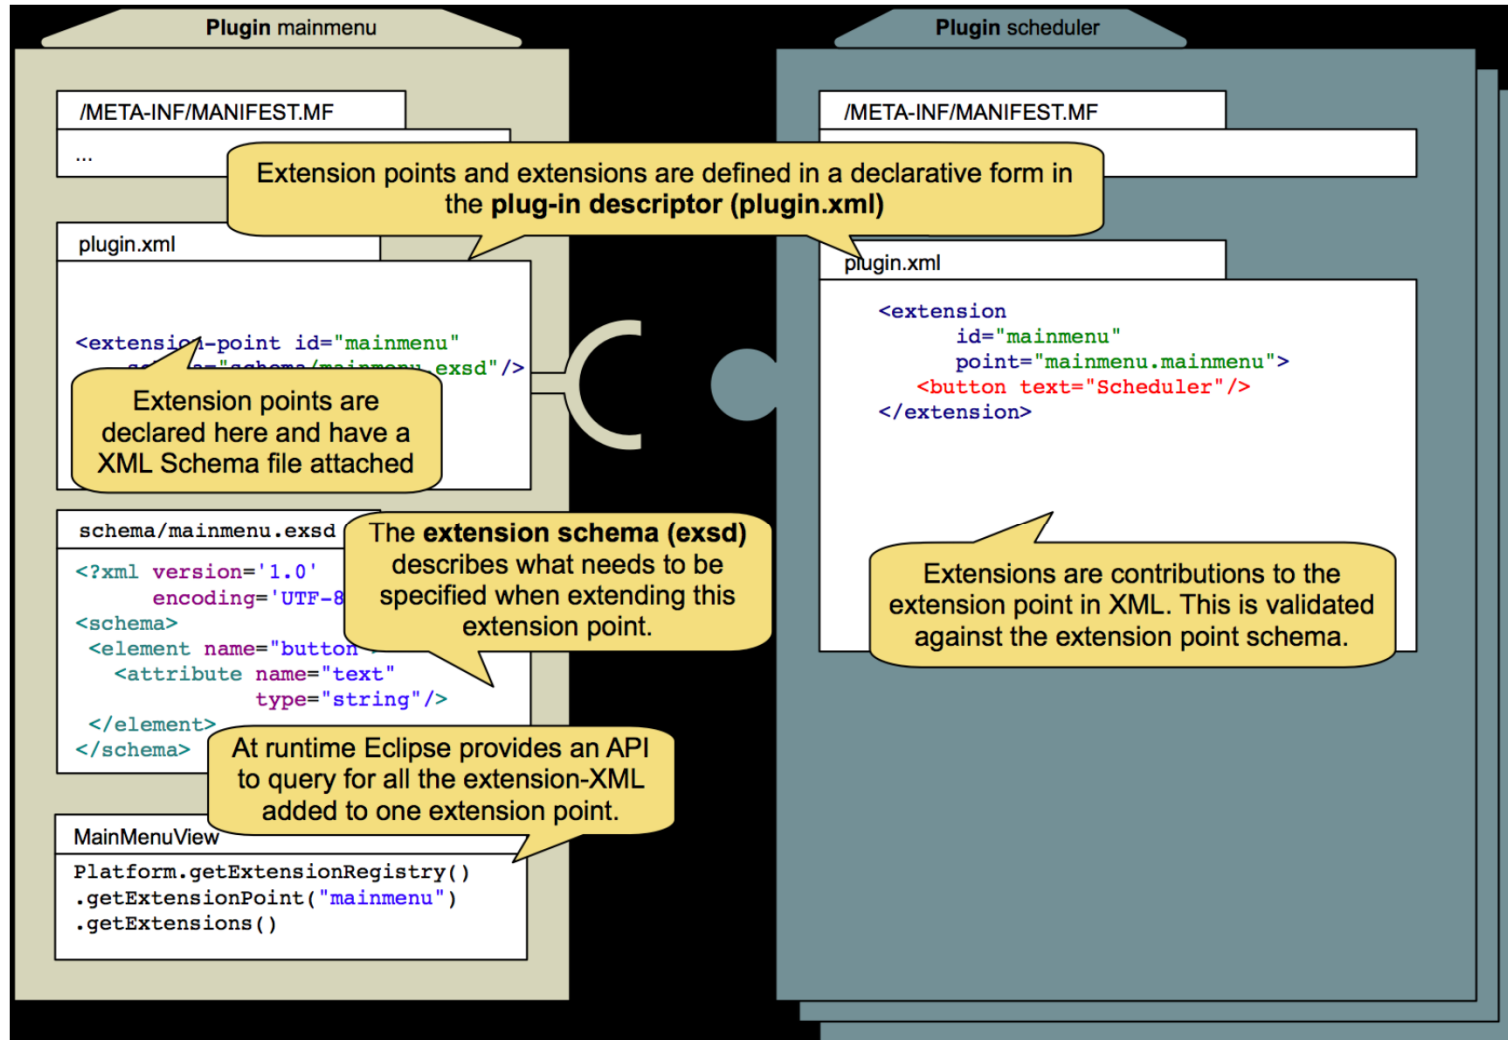 Plugin mainmenu
/META-INF/MANIFEST.MF
...
Extension points and extensions are defined in a declarative form in
the plug-in descriptor (plugin.xml)
plugin.xml
<extension-point id="mainmenu"
schema="schema/mainmenu.exsd"/>
Extension points are
declared here and have a
XML Schema file attached
schema/mainmenu.exsd
<?xml version='1.0'
encoding='UTF-8
<schema>
<element name="button">
<attribute name="text"
type="string"/>
</element>
</schema>
The extension schema (exsd)
describes what needs to be
specified when extending this
extension point.
At runtime Eclipse provides an API
to query for all the extension-XML
added to one extension point.
MainMenuView
Platform.getExtensionRegistry()
.getExtensionPoint("mainmenu")
.getExtensions()
Plugin scheduler
/META-INF/MANIFEST.MF
plugin.xml
<extension
id="mainmenu"
point="mainmenu.mainmenu">
<button text="Scheduler"/>
</extension>
Extensions are contributions to the
extension point in XML. This is validated
against the extension point schema.